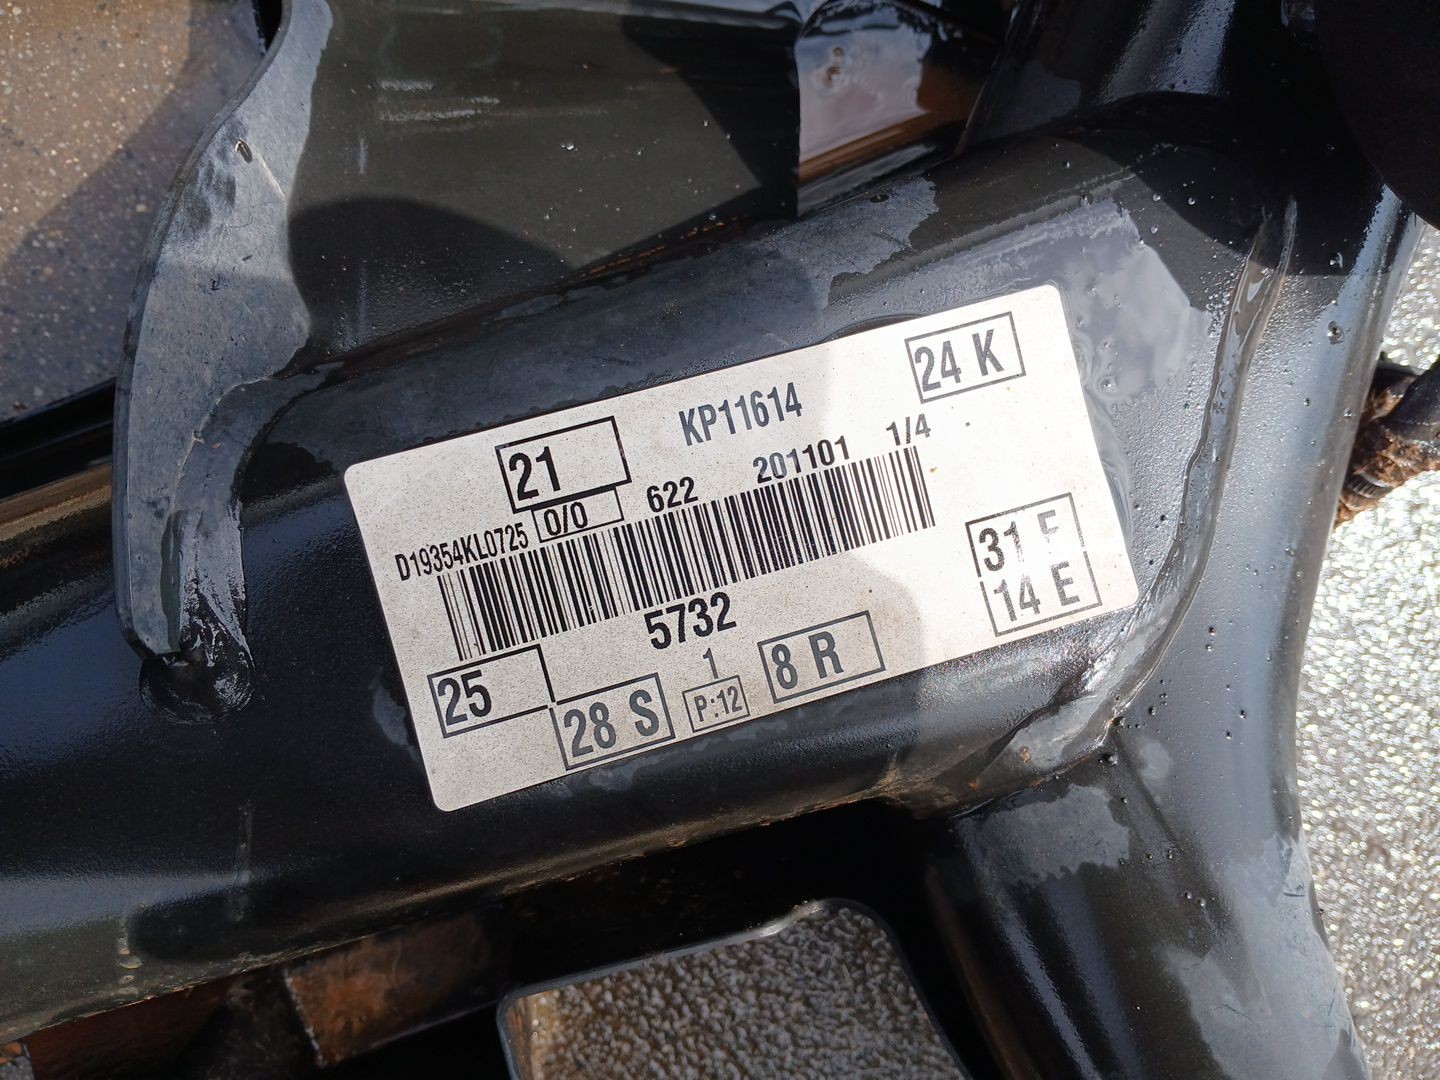 KP11614
24 K
21
0/0
622 201101 1/4
D19354KL0725
31 F
14 E
5732
25
28 S
1
P:12
8 R